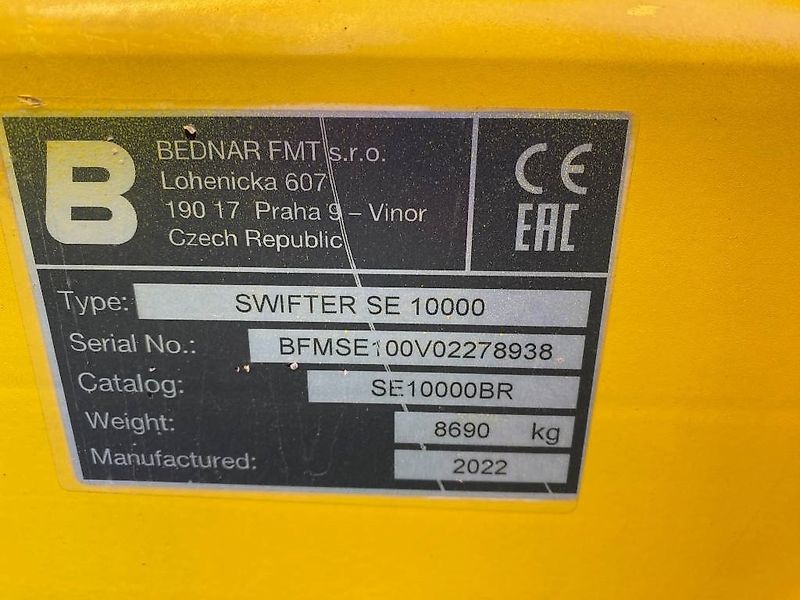 B
BEDNAR FMT s.r.o.
Lohenicka 607
190 17 Praha 9 – Vinor
Czech Republic
CE
EAC
Type: SWIFTER SE 10000
Serial No.: BFMSE100V02278938
Catalog: SE10000BR
Weight: 8690 kg
Manufactured: 2022